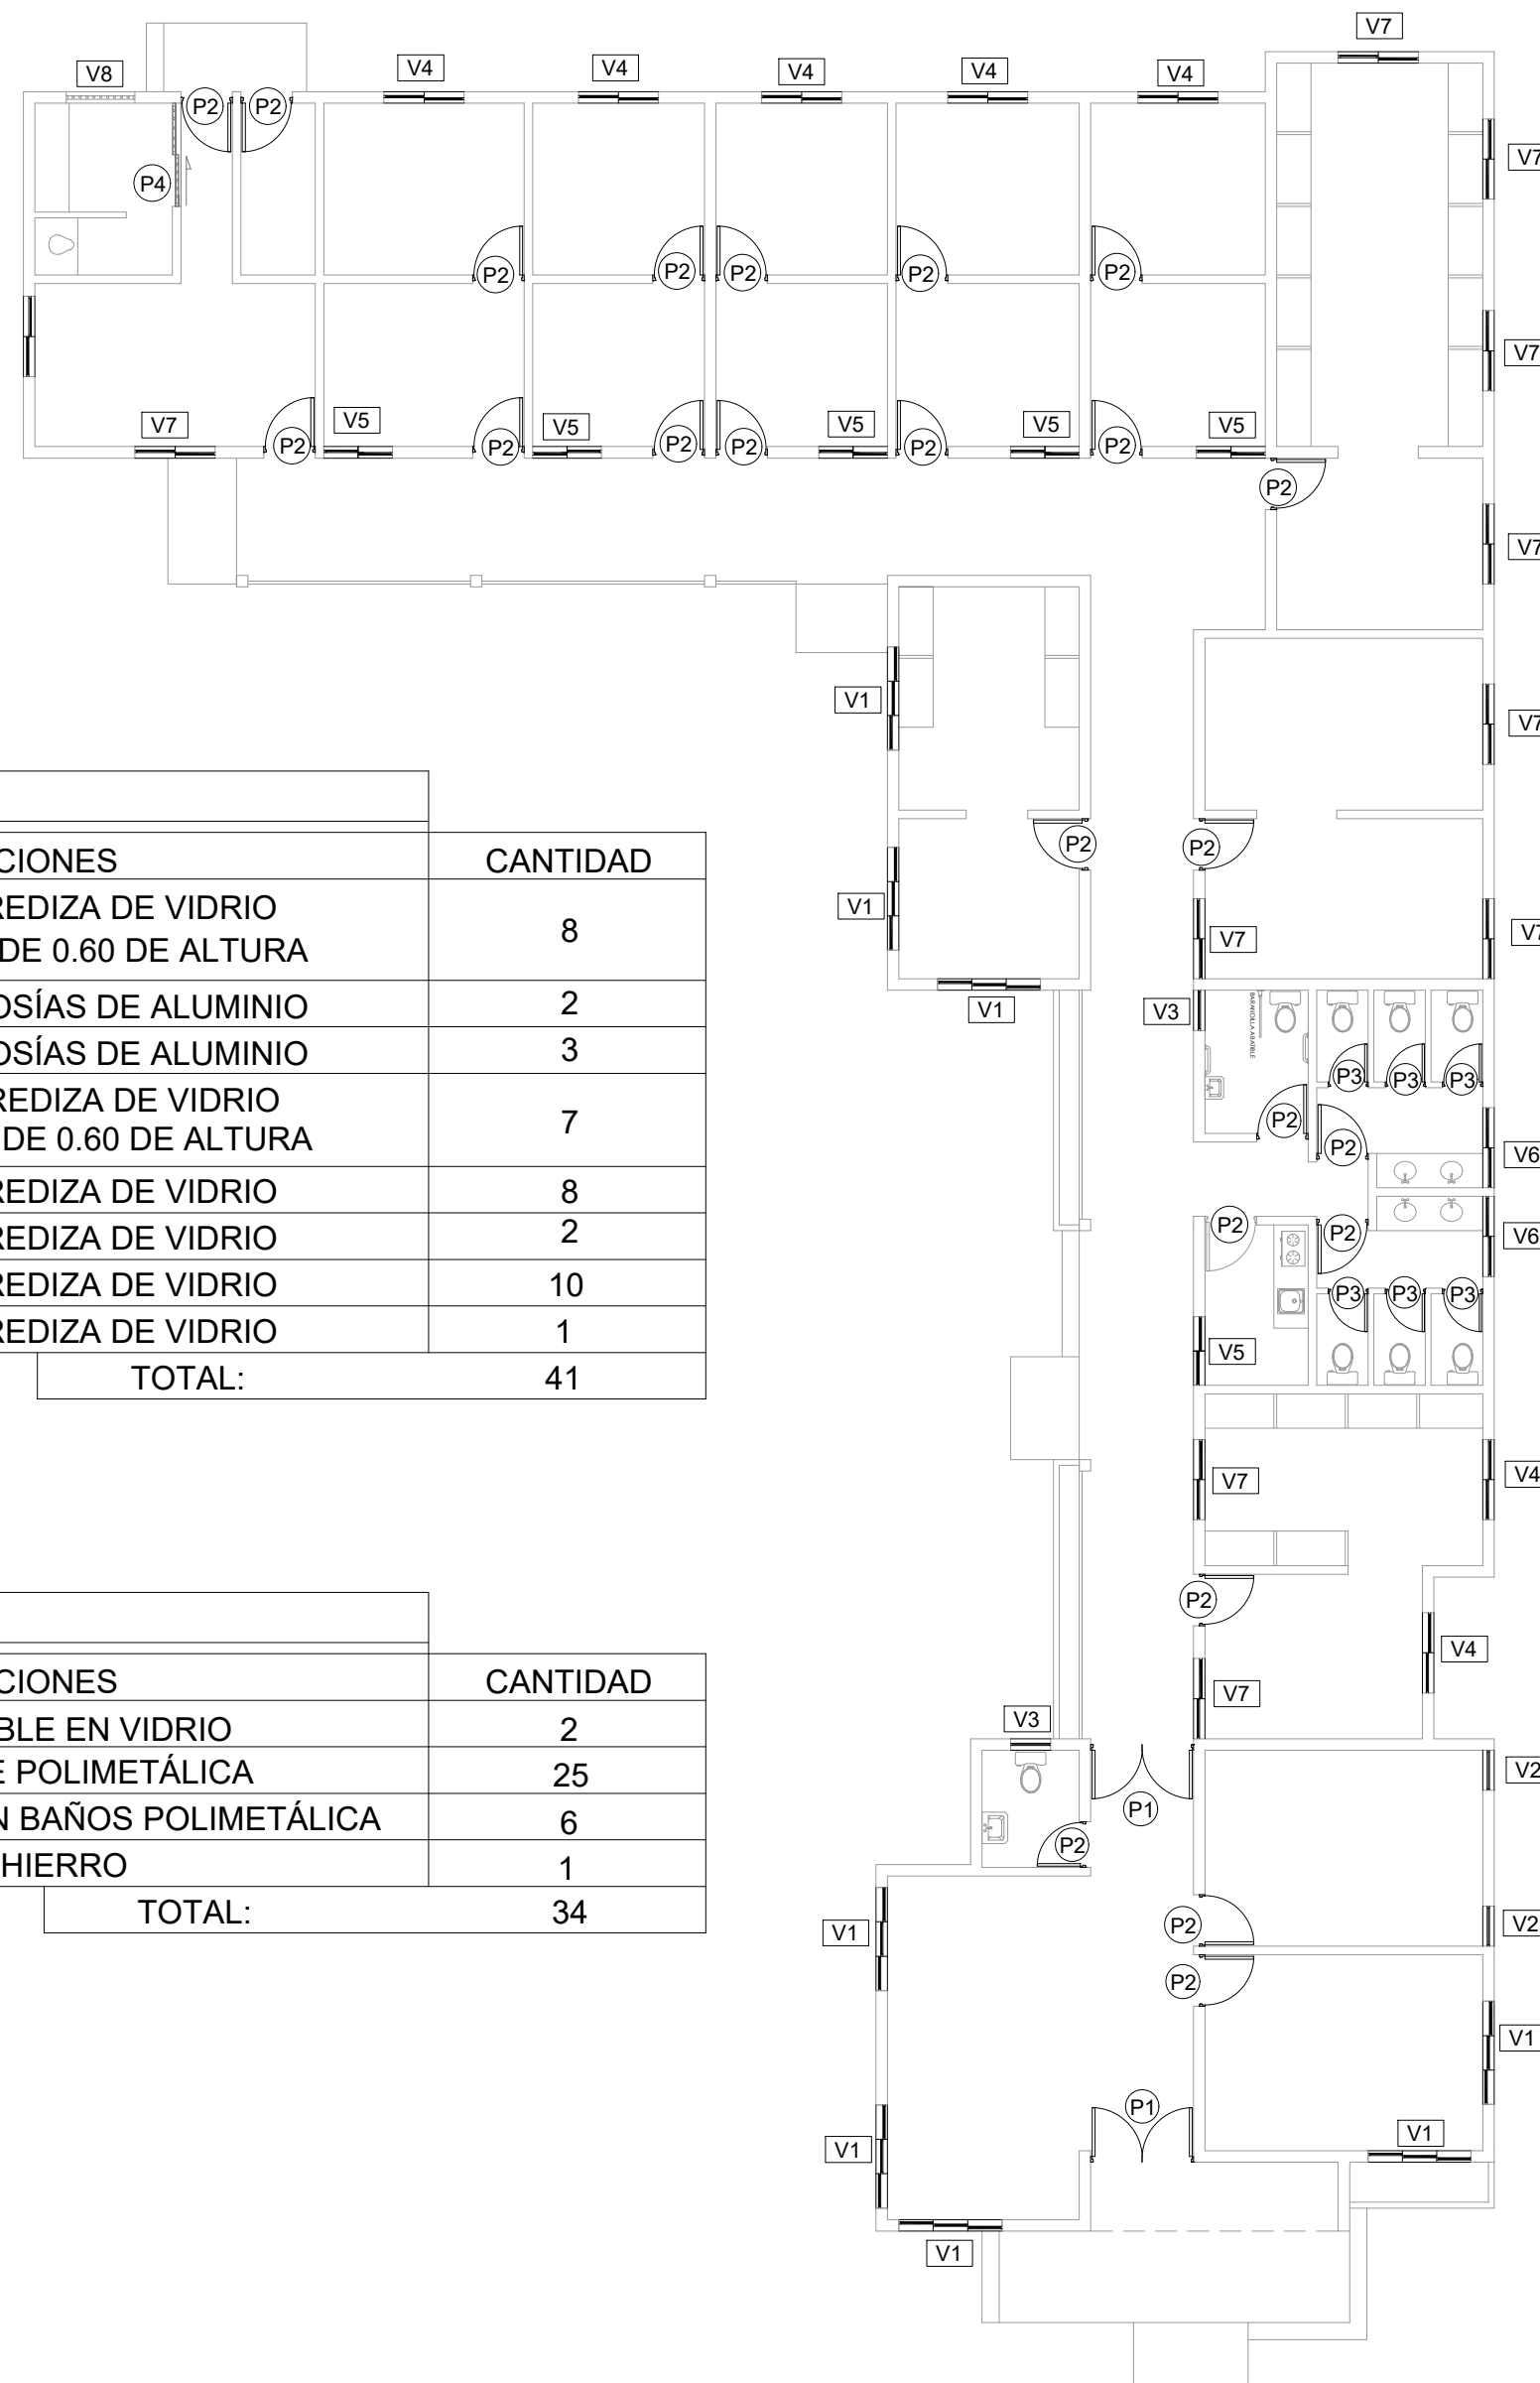 V7
V8
V4
V4
V4
V4
V4
P2
P2
V7
P4
P2
P2
P2
P2
P2
V7
V7
V5
V5
V5
V5
V5
P2
P2
P2
P2
P2
P2
P2
V7
V1
V7
P2
P2
V1
V7
V7
V1
V3
BARANDILLA ABATIBLE
P3
P3
P3
P2
P2
V6
P2
P2
V6
P3
P3
P3
V5
V7
V4
P2
V4
V7
V3
V2
P1
P2
V1
P2
V2
P2
V1
P1
V1
V1
V1
CIONES CANTIDAD
REDIZA DE VIDRIO
DE 0.60 DE ALTURA 8
OSÍAS DE ALUMINIO 2
OSÍAS DE ALUMINIO 3
REDIZA DE VIDRIO
DE 0.60 DE ALTURA 7
REDIZA DE VIDRIO 8
REDIZA DE VIDRIO 2
REDIZA DE VIDRIO 10
REDIZA DE VIDRIO 1
TOTAL: 41
CIONES CANTIDAD
BLE EN VIDRIO 2
E POLIMETÁLICA 25
N BAÑOS POLIMETÁLICA 6
HIERRO 1
TOTAL: 34